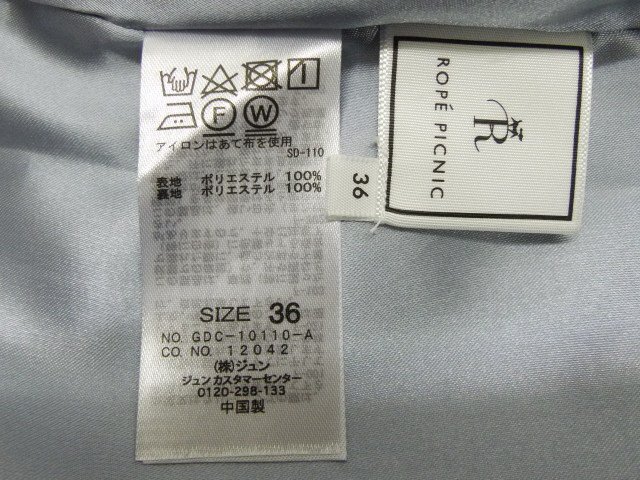 F W
アイロンはあて布を使用
SD-110
表地 ポリエステル 100%
裏地 ポリエステル 100%
SIZE 36
NO. GDC-10110-A
CO. NO. 12042
(株)ジュン
ジュンカスタマーセンター
0120-298-133
中国製
36
R
ROPÉ PICNIC